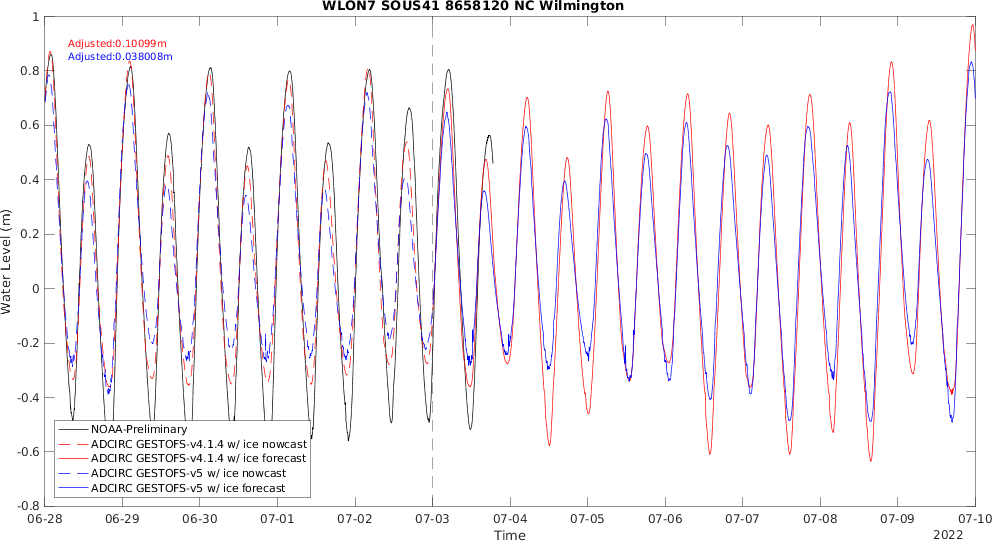 WLON7 SOUS41 8658120 NC Wilmington
Adjusted:0.10099m
Adjusted:0.038008m
Water Level (m)
1
0.8
0.6
0.4
0.2
0
-0.2
-0.4
-0.6
-0.8
NOAA-Preliminary
ADCIRC GESTOFS-v4.1.4 w/ ice nowcast
ADCIRC GESTOFS-v4.1.4 w/ ice forecast
ADCIRC GESTOFS-v5 w/ ice nowcast
ADCIRC GESTOFS-v5 w/ ice forecast
06-28 06-29 06-30 07-01 07-02 07-03 07-04 07-05 07-06 07-07 07-08 07-09 07-10
Time
2022